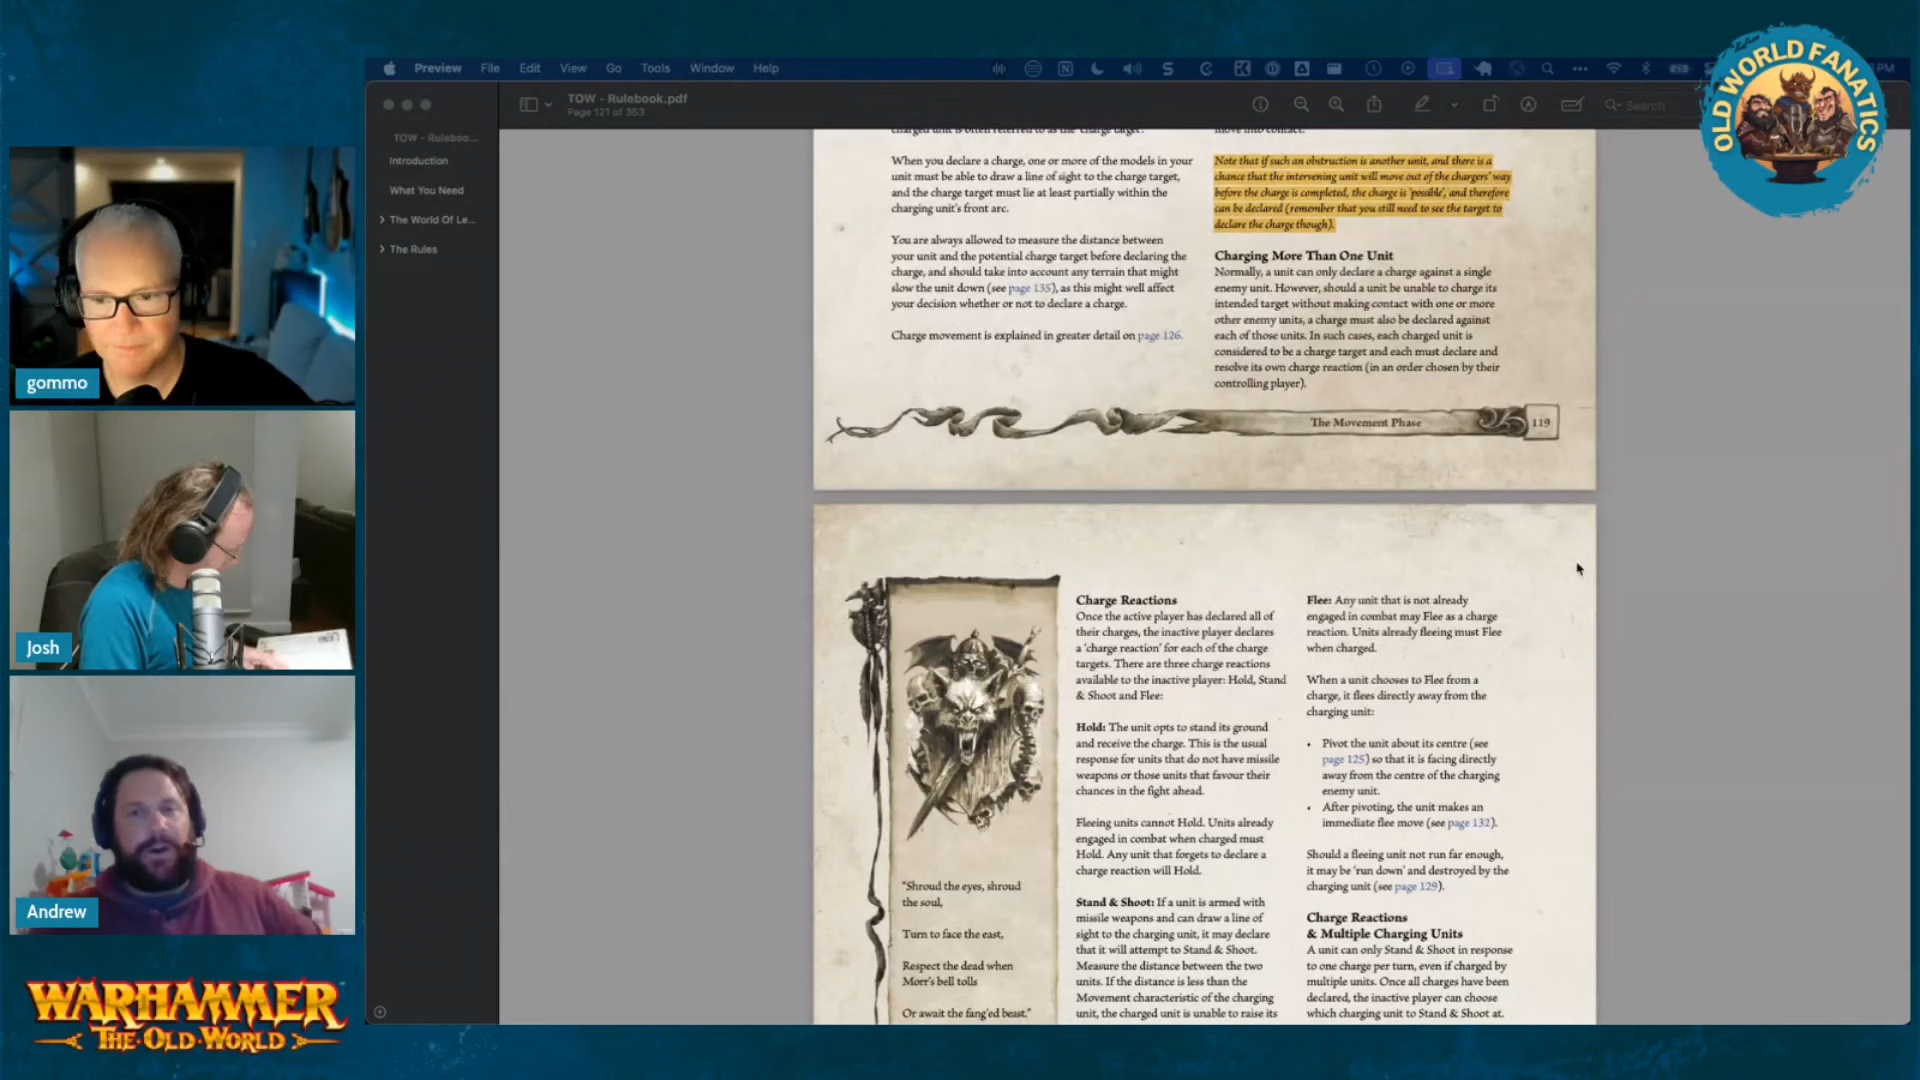 Preview File Edit View Go Tools Window Help
PM
TOW - Rulebook.pdf
Page 121 of 353
Search
OLD WORLD FANATICS
TOW - Ruleboo...
Introduction
What You Need
The World Of Le...
The Rules
gommo
Josh
Andrew
WARHAMMER
THE·OLD·WORLD
charged unit is often referred to as the 'charge target'.
When you declare a charge, one or more of the models in your
unit must be able to draw a line of sight to the charge target,
and the charge target must lie at least partially within the
charging unit's front arc.
You are always allowed to measure the distance between
your unit and the potential charge target before declaring the
charge, and should take into account any terrain that might
slow the unit down (see page 135), as this might well affect
your decision whether or not to declare a charge.
Charge movement is explained in greater detail on page 126.
move into contact.
Note that if such an obstruction is another unit, and there is a
chance that the intervening unit will move out of the chargers' way
before the charge is completed, the charge is 'possible', and therefore
can be declared (remember that you still need to see the target to
declare the charge though).
Charging More Than One Unit
Normally, a unit can only declare a charge against a single
enemy unit. However, should a unit be unable to charge its
intended target without making contact with one or more
other enemy units, a charge must also be declared against
each of those units. In such cases, each charged unit is
considered to be a charge target and each must declare and
resolve its own charge reaction (in an order chosen by their
controlling player).
The Movement Phase
119
"Shroud the eyes, shroud
the soul,
Turn to face the east,
Respect the dead when
Morr's bell tolls
Or await the fang'ed beast."
Charge Reactions
Once the active player has declared all of
their charges, the inactive player declares
a 'charge reaction' for each of the charge
targets. There are three charge reactions
available to the inactive player: Hold, Stand
& Shoot and Flee:
Hold: The unit opts to stand its ground
and receive the charge. This is the usual
response for units that do not have missile
weapons or those units that favour their
chances in the fight ahead.
Fleeing units cannot Hold. Units already
engaged in combat when charged must
Hold. Any unit that forgets to declare a
charge reaction will Hold.
Stand & Shoot: If a unit is armed with
missile weapons and can draw a line of
sight to the charging unit, it may declare
that it will attempt to Stand & Shoot.
Measure the distance between the two
units. If the distance is less than the
Movement characteristic of the charging
unit, the charged unit is unable to raise its
Flee: Any unit that is not already
engaged in combat may Flee as a charge
reaction. Units already fleeing must Flee
when charged.
When a unit chooses to Flee from a
charge, it flees directly away from the
charging unit:
• Pivot the unit about its centre (see
page 125) so that it is facing directly
away from the centre of the charging
enemy unit.
• After pivoting, the unit makes an
immediate flee move (see page 132).
Should a fleeing unit not run far enough,
it may be 'run down' and destroyed by the
charging unit (see page 129).
Charge Reactions
& Multiple Charging Units
A unit can only Stand & Shoot in response
to one charge per turn, even if charged by
multiple units. Once all charges have been
declared, the inactive player can choose
which charging unit to Stand & Shoot at.